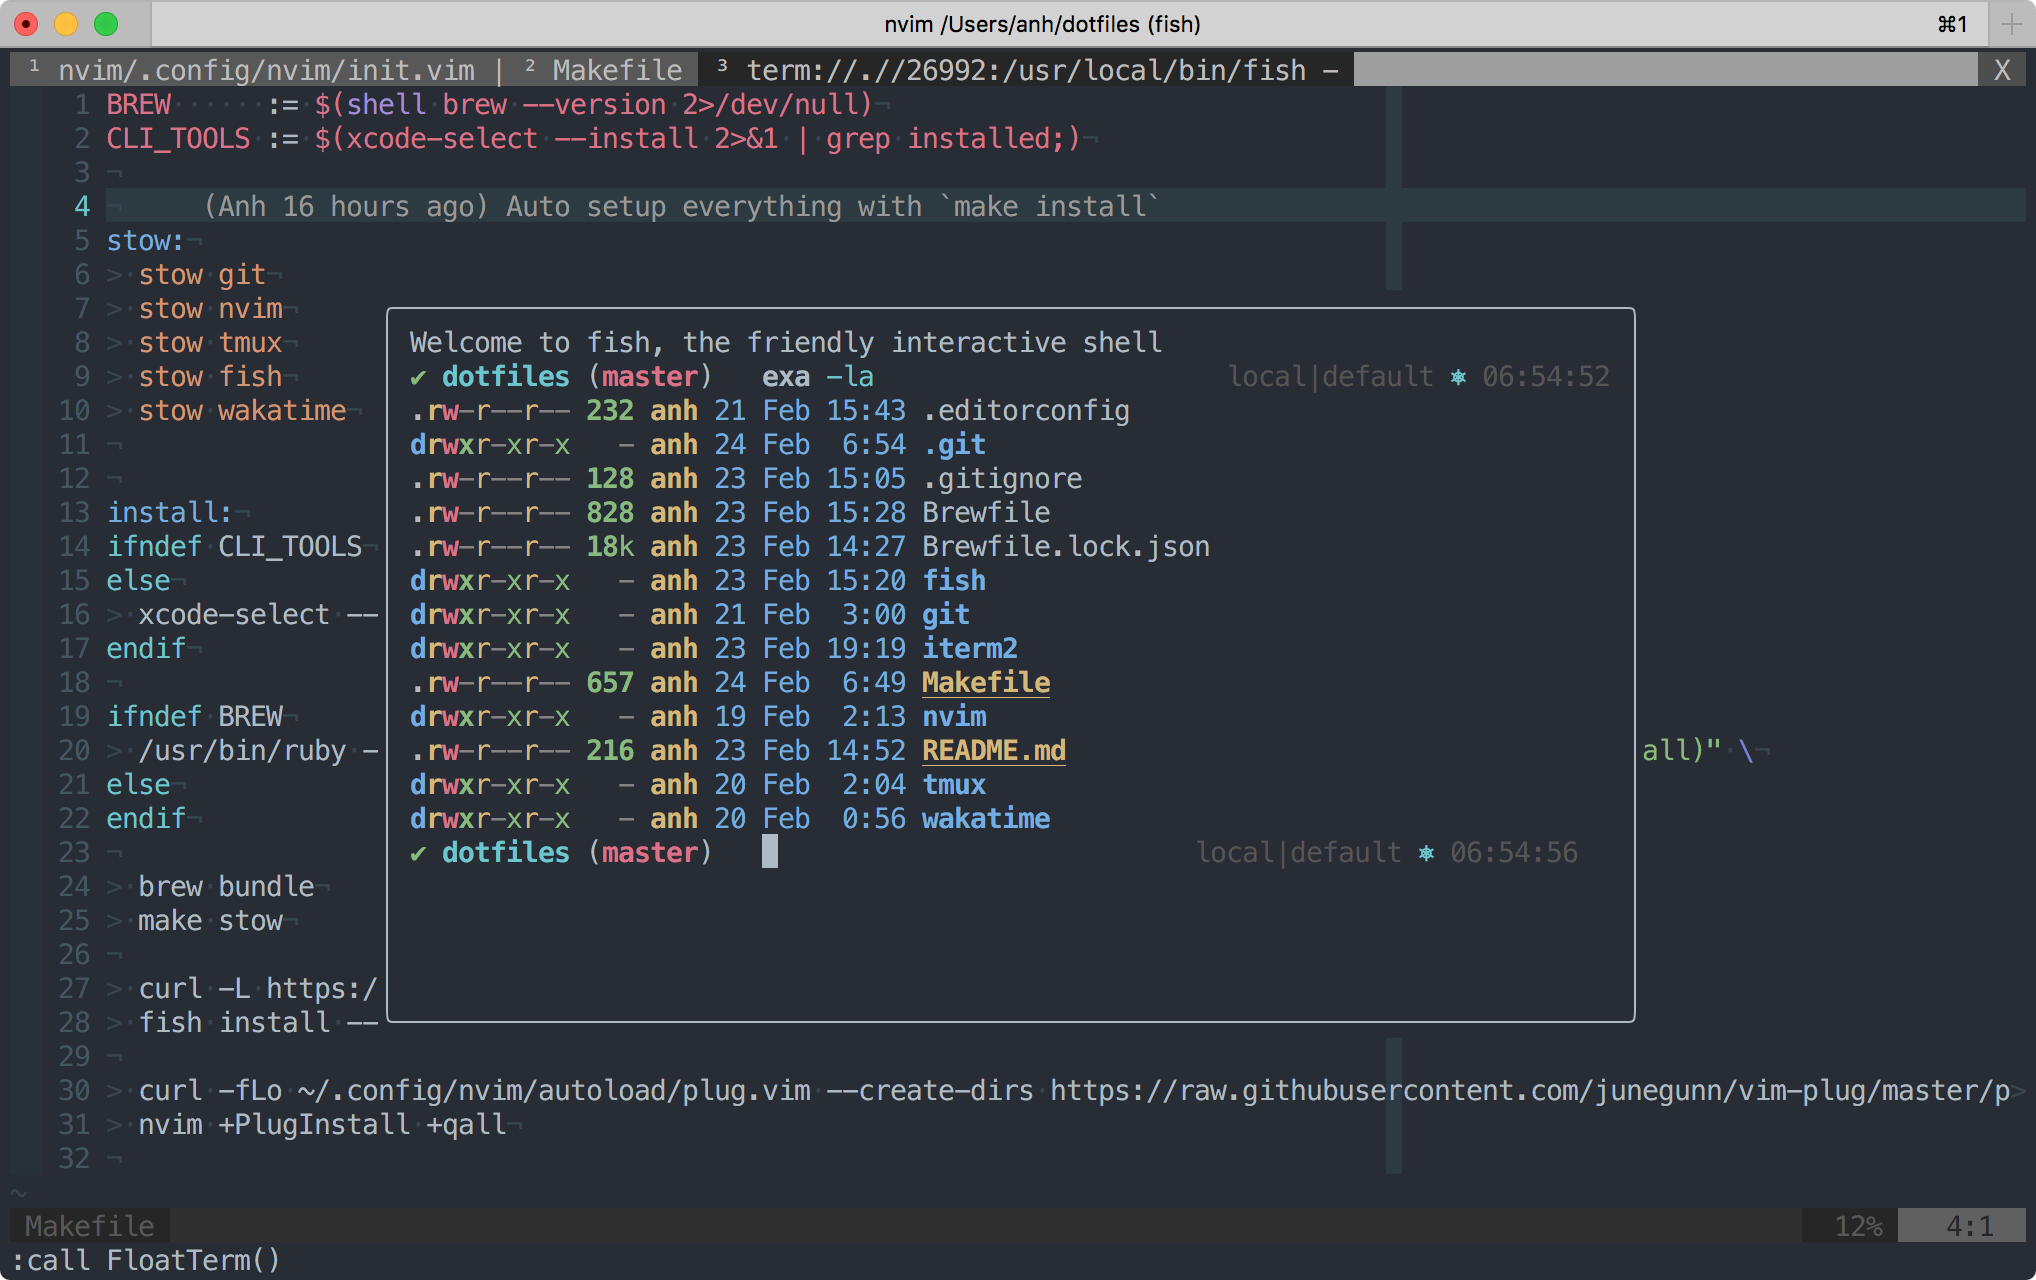 nvim /Users/anh/dotfiles (fish) ⌘1
¹ nvim/.config/nvim/init.vim | ² Makefile ³ term://.//26992:/usr/local/bin/fish - X
1 BREW······:=·$(shell·brew·--version·2>/dev/null)¬
2 CLI_TOOLS·:=·$(xcode-select·--install·2>&1·|·grep·installed;)¬
3 ¬
4 ¬ (Anh 16 hours ago) Auto setup everything with `make install`
5 stow:¬
6 >·stow·git¬
7 >·stow·nvim¬
8 >·stow·tmux¬
9 >·stow·fish¬
10 >·stow·wakatime¬
11 ¬
12 ¬
13 install:¬
14 ifndef·CLI_TOOLS¬
15 else¬
16 >·xcode-select·--
17 endif¬
18 ¬
19 ifndef·BREW¬
20 >·/usr/bin/ruby·- all)"·\¬
21 else¬
22 endif¬
23 ¬
24 >·brew·bundle¬
25 >·make·stow¬
26 ¬
27 >·curl·-L·https:/
28 >·fish·install·--
29 ¬
30 >·curl·-fLo·~/.config/nvim/autoload/plug.vim·--create-dirs·https://raw.githubusercontent.com/junegunn/vim-plug/master/p>
31 >·nvim·+PlugInstall·+qall¬
32 ¬
~
Welcome to fish, the friendly interactive shell
✔ dotfiles (master) exa -la local|default ⎈ 06:54:52
.rw-r--r-- 232 anh 21 Feb 15:43 .editorconfig
drwxr-xr-x - anh 24 Feb 6:54 .git
.rw-r--r-- 128 anh 23 Feb 15:05 .gitignore
.rw-r--r-- 828 anh 23 Feb 15:28 Brewfile
.rw-r--r-- 18k anh 23 Feb 14:27 Brewfile.lock.json
drwxr-xr-x - anh 23 Feb 15:20 fish
drwxr-xr-x - anh 21 Feb 3:00 git
drwxr-xr-x - anh 23 Feb 19:19 iterm2
.rw-r--r-- 657 anh 24 Feb 6:49 Makefile
drwxr-xr-x - anh 19 Feb 2:13 nvim
.rw-r--r-- 216 anh 23 Feb 14:52 README.md
drwxr-xr-x - anh 20 Feb 2:04 tmux
drwxr-xr-x - anh 20 Feb 0:56 wakatime
✔ dotfiles (master) local|default ⎈ 06:54:56
Makefile 12% 4:1
:call FloatTerm()